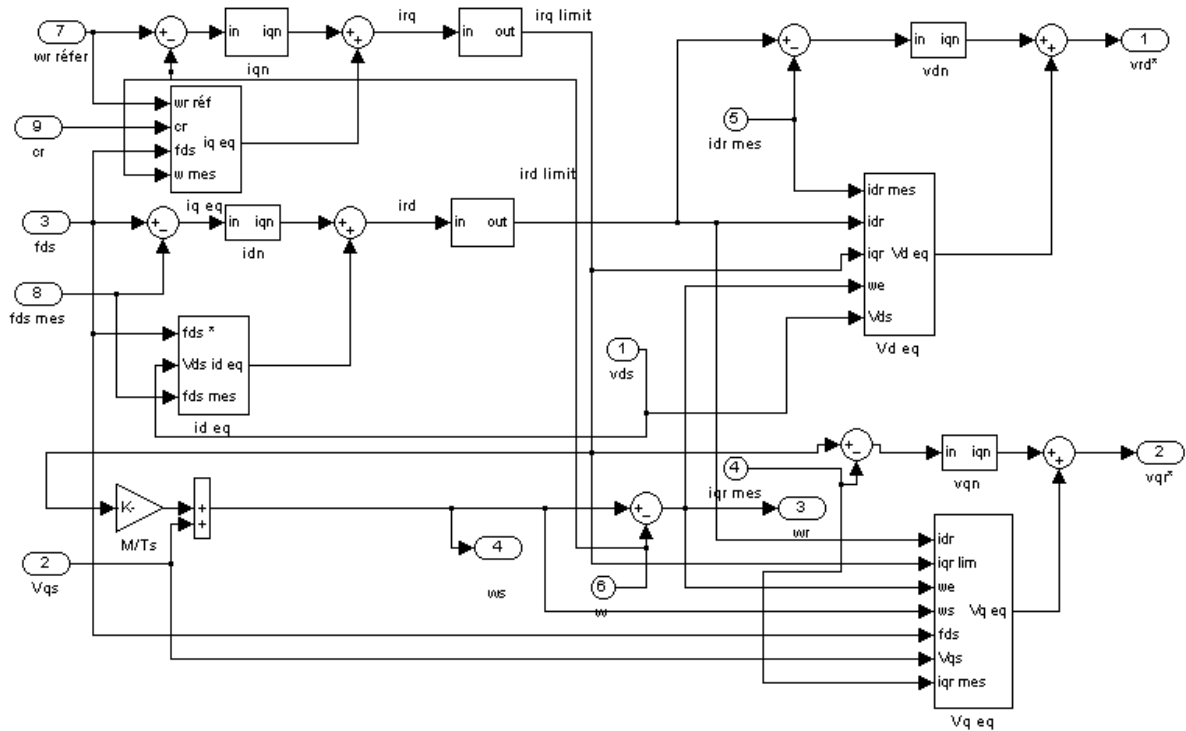 7
wr réfer
+
−
in iqn
iqn
+
+
irq
in out
irq limit
wr réf
cr
fds
w mes
iq eq
iq eq
9
cr
3
fds
+
−
in iqn
idn
+
+
ird
in out
ird limit
8
fds mes
fds *
Vds id eq
fds mes
id eq
+
−
in iqn
vdn
+
+
1
vrd*
5
idr mes
idr mes
idr
iqr
we
Vds
Vd eq
Vd eq
1
vds
K-
M/Ts
+
+
2
Vqs
4
ws
+
−
6
w
3
wr
4
iqr mes
+
−
in iqn
vqn
+
+
2
vqr*
idr
iqr lim
we
ws
fds
Vqs
iqr mes
Vq eq
Vq eq